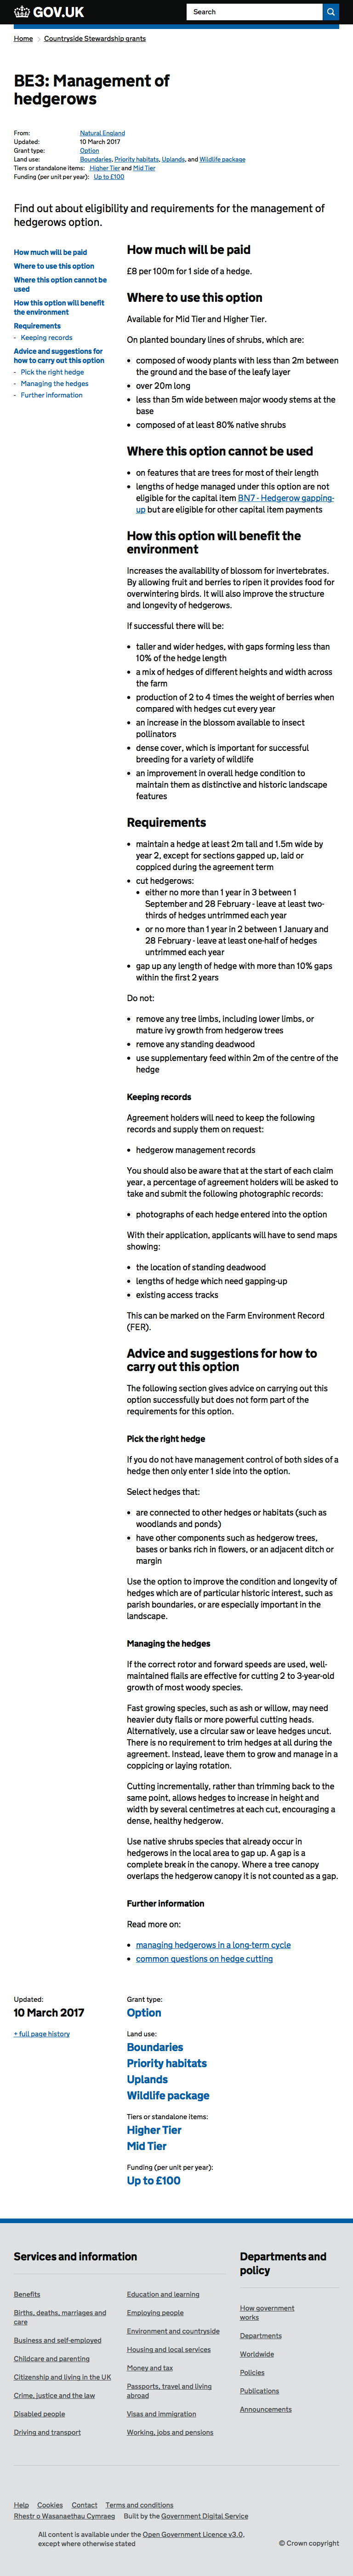 GOV.UK
Search
Home > Countryside Stewardship grants
BE3: Management of
hedgerows
From: Natural England
Updated: 10 March 2017
Grant type: Option
Land use: Boundaries, Priority habitats, Uplands, and Wildlife package
Tiers or standalone items: Higher Tier and Mid Tier
Funding (per unit per year): Up to £100
Find out about eligibility and requirements for the management of
hedgerows option.
How much will be paid
Where to use this option
Where this option cannot be
used
How this option will benefit
the environment
Requirements
- Keeping records
Advice and suggestions for
how to carry out this option
- Pick the right hedge
- Managing the hedges
- Further information
How much will be paid
£8 per 100m for 1 side of a hedge.
Where to use this option
Available for Mid Tier and Higher Tier.
On planted boundary lines of shrubs, which are:
• composed of woody plants with less than 2m between
the ground and the base of the leafy layer
• over 20m long
• less than 5m wide between major woody stems at the
base
• composed of at least 80% native shrubs
Where this option cannot be used
• on features that are trees for most of their length
• lengths of hedge managed under this option are not
eligible for the capital item BN7 - Hedgerow gapping-
up but are eligible for other capital item payments
How this option will benefit the
environment
Increases the availability of blossom for invertebrates.
By allowing fruit and berries to ripen it provides food for
overwintering birds. It will also improve the structure
and longevity of hedgerows.
If successful there will be:
• taller and wider hedges, with gaps forming less than
10% of the hedge length
• a mix of hedges of different heights and width across
the farm
• production of 2 to 4 times the weight of berries when
compared with hedges cut every year
• an increase in the blossom available to insect
pollinators
• dense cover, which is important for successful
breeding for a variety of wildlife
• an improvement in overall hedge condition to
maintain them as distinctive and historic landscape
features
Requirements
• maintain a hedge at least 2m tall and 1.5m wide by
year 2, except for sections gapped up, laid or
coppiced during the agreement term
• cut hedgerows:
• either no more than 1 year in 3 between 1
September and 28 February - leave at least two-
thirds of hedges untrimmed each year
• or no more than 1 year in 2 between 1 January and
28 February - leave at least one-half of hedges
untrimmed each year
• gap up any length of hedge with more than 10% gaps
within the first 2 years
Do not:
• remove any tree limbs, including lower limbs, or
mature ivy growth from hedgerow trees
• remove any standing deadwood
• use supplementary feed within 2m of the centre of the
hedge
Keeping records
Agreement holders will need to keep the following
records and supply them on request:
• hedgerow management records
You should also be aware that at the start of each claim
year, a percentage of agreement holders will be asked to
take and submit the following photographic records:
• photographs of each hedge entered into the option
With their application, applicants will have to send maps
showing:
• the location of standing deadwood
• lengths of hedge which need gapping-up
• existing access tracks
This can be marked on the Farm Environment Record
(FER).
Advice and suggestions for how to
carry out this option
The following section gives advice on carrying out this
option successfully but does not form part of the
requirements for this option.
Pick the right hedge
If you do not have management control of both sides of a
hedge then only enter 1 side into the option.
Select hedges that:
• are connected to other hedges or habitats (such as
woodlands and ponds)
• have other components such as hedgerow trees,
bases or banks rich in flowers, or an adjacent ditch or
margin
Use the option to improve the condition and longevity of
hedges which are of particular historic interest, such as
parish boundaries, or are especially important in the
landscape.
Managing the hedges
If the correct rotor and forward speeds are used, well-
maintained flails are effective for cutting 2 to 3-year-old
growth of most woody species.
Fast growing species, such as ash or willow, may need
heavier duty flails or more powerful cutting heads.
Alternatively, use a circular saw or leave hedges uncut.
There is no requirement to trim hedges at all during the
agreement. Instead, leave them to grow and manage in a
coppicing or laying rotation.
Cutting incrementally, rather than trimming back to the
same point, allows hedges to increase in height and
width by several centimetres at each cut, encouraging a
dense, healthy hedgerow.
Use native shrubs species that already occur in
hedgerows in the local area to gap up. A gap is a
complete break in the canopy. Where a tree canopy
overlaps the hedgerow canopy it is not counted as a gap.
Further information
Read more on:
• managing hedgerows in a long-term cycle
• common questions on hedge cutting
Updated:
10 March 2017
+ full page history
Grant type:
Option
Land use:
Boundaries
Priority habitats
Uplands
Wildlife package
Tiers or standalone items:
Higher Tier
Mid Tier
Funding (per unit per year):
Up to £100
Services and information
Benefits
Births, deaths, marriages and
care
Business and self-employed
Childcare and parenting
Citizenship and living in the UK
Crime, justice and the law
Disabled people
Driving and transport
Education and learning
Employing people
Environment and countryside
Housing and local services
Money and tax
Passports, travel and living
abroad
Visas and immigration
Working, jobs and pensions
Departments and
policy
How government
works
Departments
Worldwide
Policies
Publications
Announcements
Help Cookies Contact Terms and conditions
Rhestr o Wasanaethau Cymraeg Built by the Government Digital Service
All content is available under the Open Government Licence v3.0,
except where otherwise stated
© Crown copyright